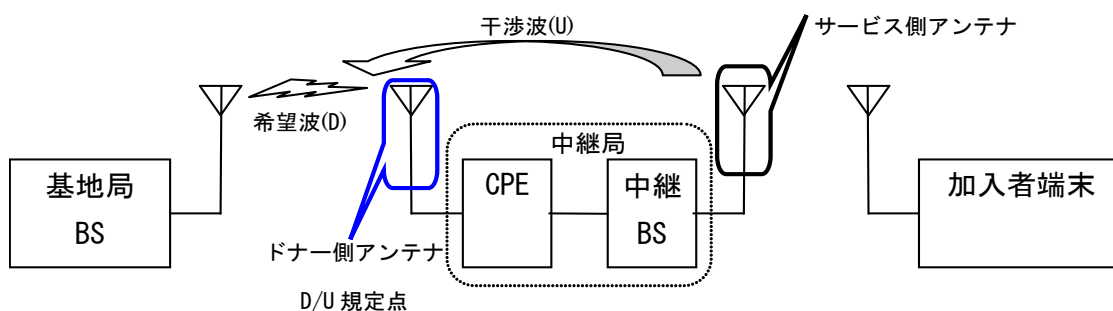 干渉波(U)
サービス側アンテナ
希望波(D)
中継局
基地局
BS
CPE
中継
BS
加入者端末
ドナー側アンテナ
D/U 規定点